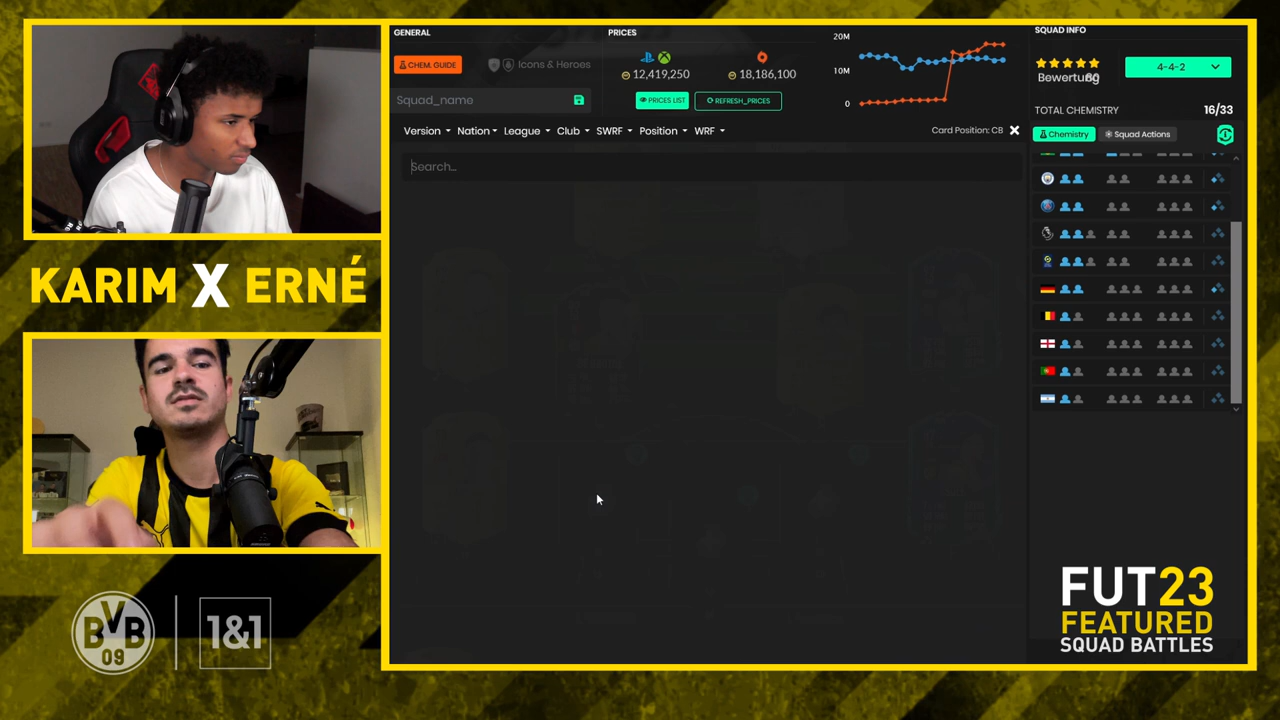 GENERAL
CHEM. GUIDE
Icons & Heroes
Squad_name
PRICES
12,419,250
18,186,100
PRICES LIST
REFRESH_PRICES
20M
10M
0
SQUAD INFO
Bewertung
89
4-4-2
TOTAL CHEMISTRY
16/33
Chemistry
Squad Actions
Version
Nation
League
Club
SWRF
Position
WRF
Card Position: CB
Search...
KARIM X ERNÉ
BVB
09
1&1
FUT23
FEATURED
SQUAD BATTLES